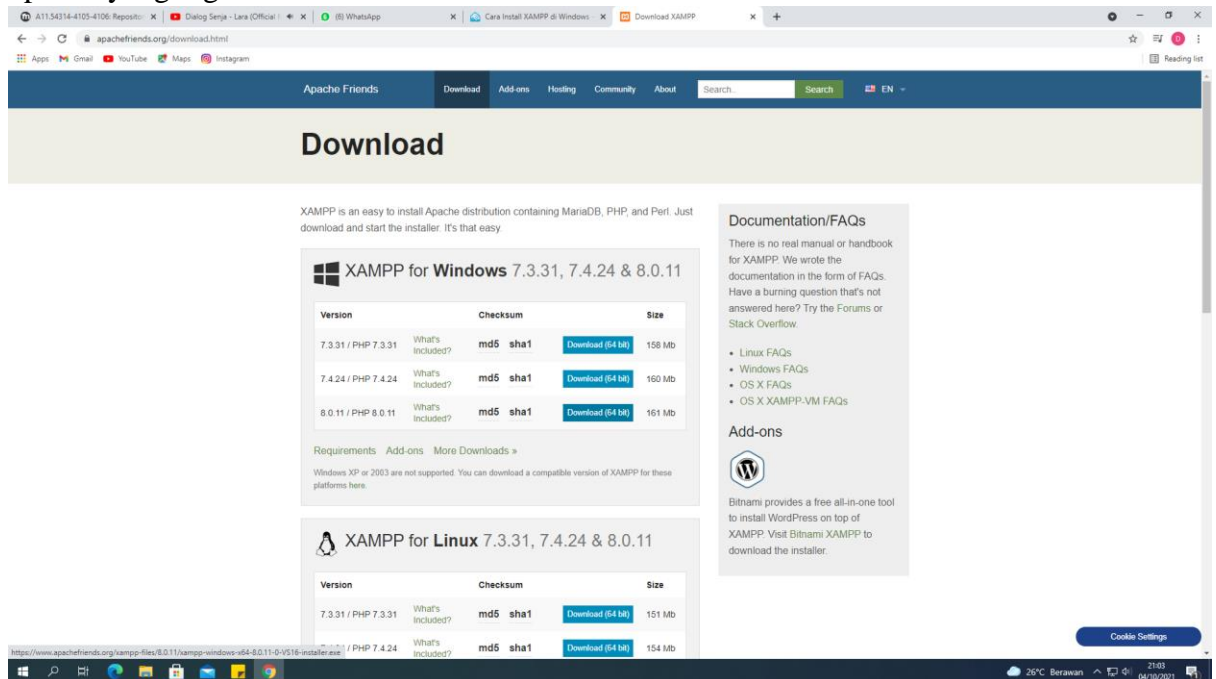 A11.54314-4105-4106: Repositor
Dialog Senja - Lara (Official
(6) WhatsApp
Cara Install XAMPP di Windows
Download XAMPP
apachefriends.org/download.html
Apps Gmail YouTube Maps Instagram
Reading list
Apache Friends Download Add-ons Hosting Community About Search.. Search EN
Download
XAMPP is an easy to install Apache distribution containing MariaDB, PHP, and Perl. Just
download and start the installer. It's that easy.
XAMPP for Windows 7.3.31, 7.4.24 & 8.0.11
Version Checksum Size
7.3.31 / PHP 7.3.31 What's Included? md5 sha1 Download (64 bit) 158 Mb
7.4.24 / PHP 7.4.24 What's Included? md5 sha1 Download (64 bit) 160 Mb
8.0.11 / PHP 8.0.11 What's Included? md5 sha1 Download (64 bit) 161 Mb
Requirements Add-ons More Downloads »
Windows XP or 2003 are not supported. You can download a compatible version of XAMPP for these
platforms here.
XAMPP for Linux 7.3.31, 7.4.24 & 8.0.11
Version Checksum Size
7.3.31 / PHP 7.3.31 What's Included? md5 sha1 Download (64 bit) 151 Mb
/ PHP 7.4.24 What's Included? md5 sha1 Download (64 bit) 154 Mb
Documentation/FAQs
There is no real manual or handbook
for XAMPP. We wrote the
documentation in the form of FAQs.
Have a burning question that's not
answered here? Try the Forums or
Stack Overflow.
• Linux FAQs
• Windows FAQs
• OS X FAQs
• OS X XAMPP-VM FAQs
Add-ons
Bitnami provides a free all-in-one tool
to install WordPress on top of
XAMPP. Visit Bitnami XAMPP to
download the installer.
Cookie Settings
https://www.apachefriends.org/xampp-files/8.0.11/xampp-windows-x64-8.0.11-0-VS16-installer.exe
26°C Berawan
21:03
04/10/2021